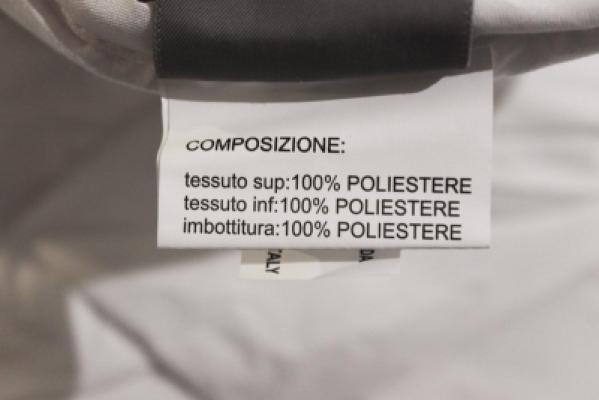 COMPOSIZIONE:
tessuto sup:100% POLIESTERE
tessuto inf:100% POLIESTERE
imbottitura:100% POLIESTERE